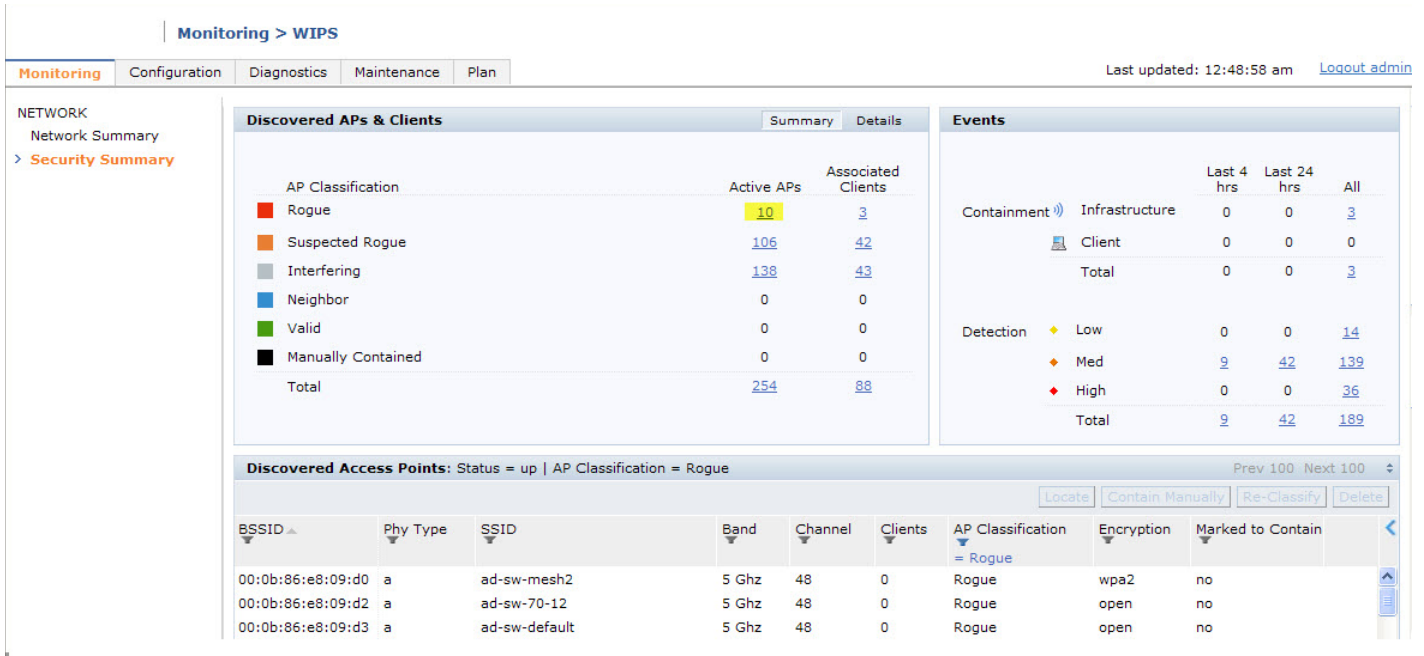 Monitoring > WIPS
Monitoring Configuration Diagnostics Maintenance Plan Last updated: 12:48:58 am Logout admin
NETWORK
Network Summary
> Security Summary
Discovered APs & Clients Summary Details
AP Classification Active APs Associated Clients
Rogue 10 3
Suspected Rogue 106 42
Interfering 138 43
Neighbor 0 0
Valid 0 0
Manually Contained 0 0
Total 254 88
Events
Last 4 hrs Last 24 hrs All
Containment Infrastructure 0 0 3
Client 0 0 0
Total 0 0 3
Detection Low 0 0 14
Med 9 42 139
High 0 0 36
Total 9 42 189
Discovered Access Points: Status = up | AP Classification = Rogue Prev 100 Next 100
Locate Contain Manually Re-Classify Delete
BSSID Phy Type SSID Band Channel Clients AP Classification Encryption Marked to Contain
= Rogue
00:0b:86:e8:09:d0 a ad-sw-mesh2 5 Ghz 48 0 Rogue wpa2 no
00:0b:86:e8:09:d2 a ad-sw-70-12 5 Ghz 48 0 Rogue open no
00:0b:86:e8:09:d3 a ad-sw-default 5 Ghz 48 0 Rogue open no